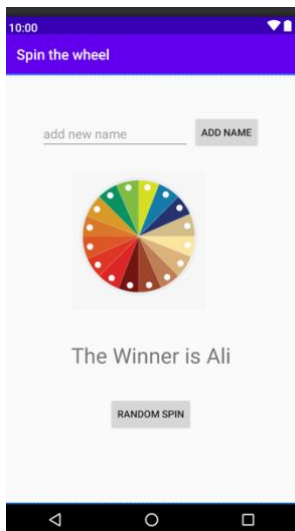 10:00
Spin the wheel
add new name ADD NAME
The Winner is Ali
RANDOM SPIN